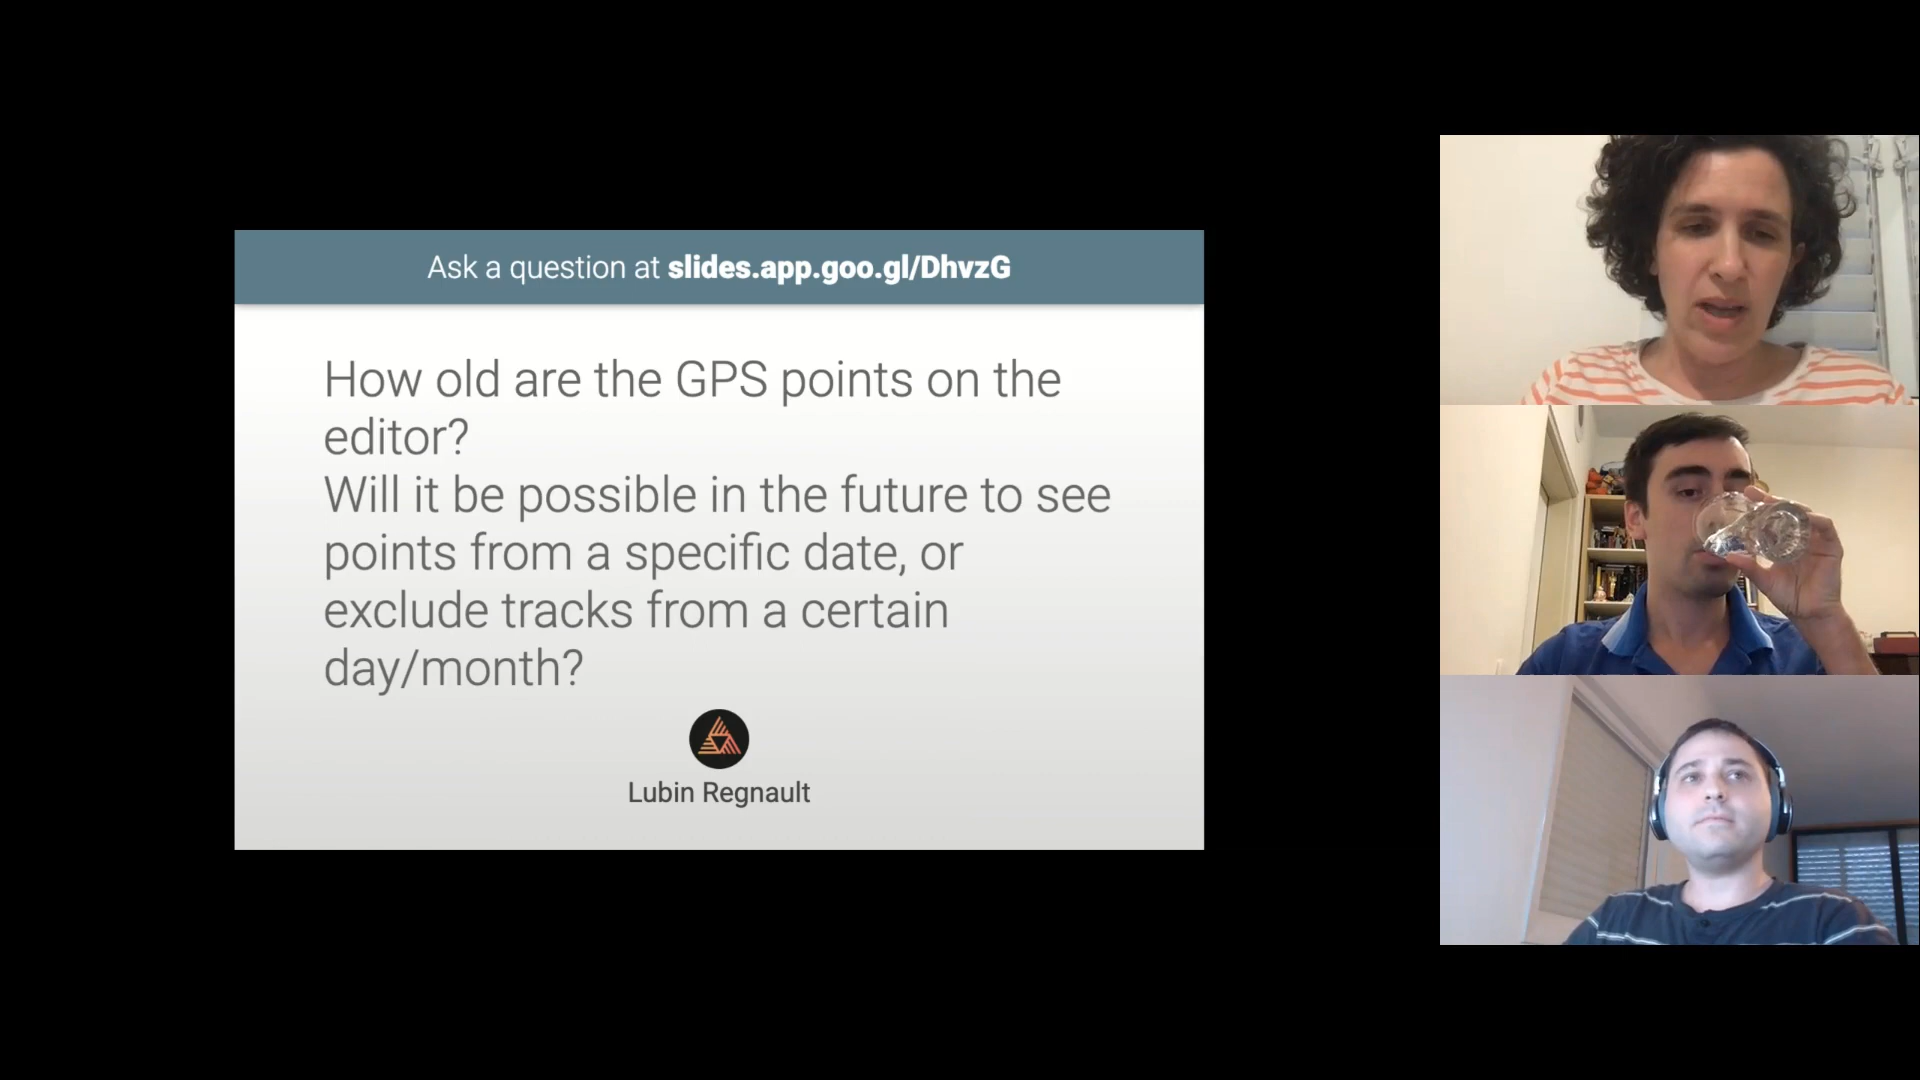 Ask a question at slides.app.goo.gl/DhvzG
How old are the GPS points on the
editor?
Will it be possible in the future to see
points from a specific date, or
exclude tracks from a certain
day/month?
Lubin Regnault